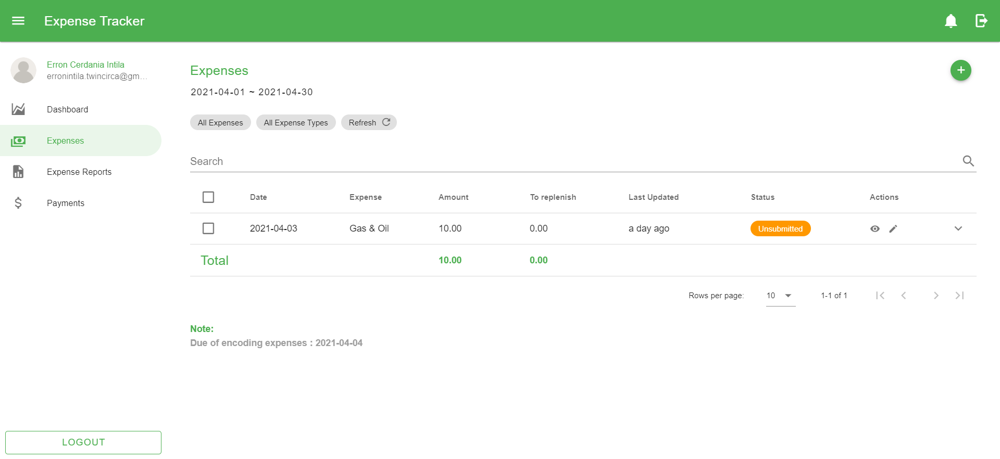 Expense Tracker
Erron Cerdania Intila
erronintila.twincirca@gm...
Dashboard
Expenses
Expense Reports
Payments
LOGOUT
Expenses
2021-04-01 ~ 2021-04-30
All Expenses All Expense Types Refresh
Search
Date Expense Amount To replenish Last Updated Status Actions
2021-04-03 Gas & Oil 10.00 0.00 a day ago Unsubmitted
Total 10.00 0.00
Rows per page: 10 1-1 of 1
Note:
Due of encoding expenses : 2021-04-04